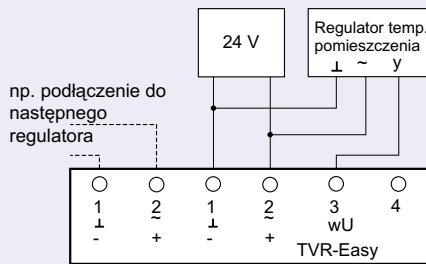 24 V
Regulator temp.
pomieszczenia
⊥ ~ y
np. podłączenie do
następnego
regulatora
1 2 1 2 3 4
⊥ ~ ⊥ ~ wU
- + - +
TVR-Easy